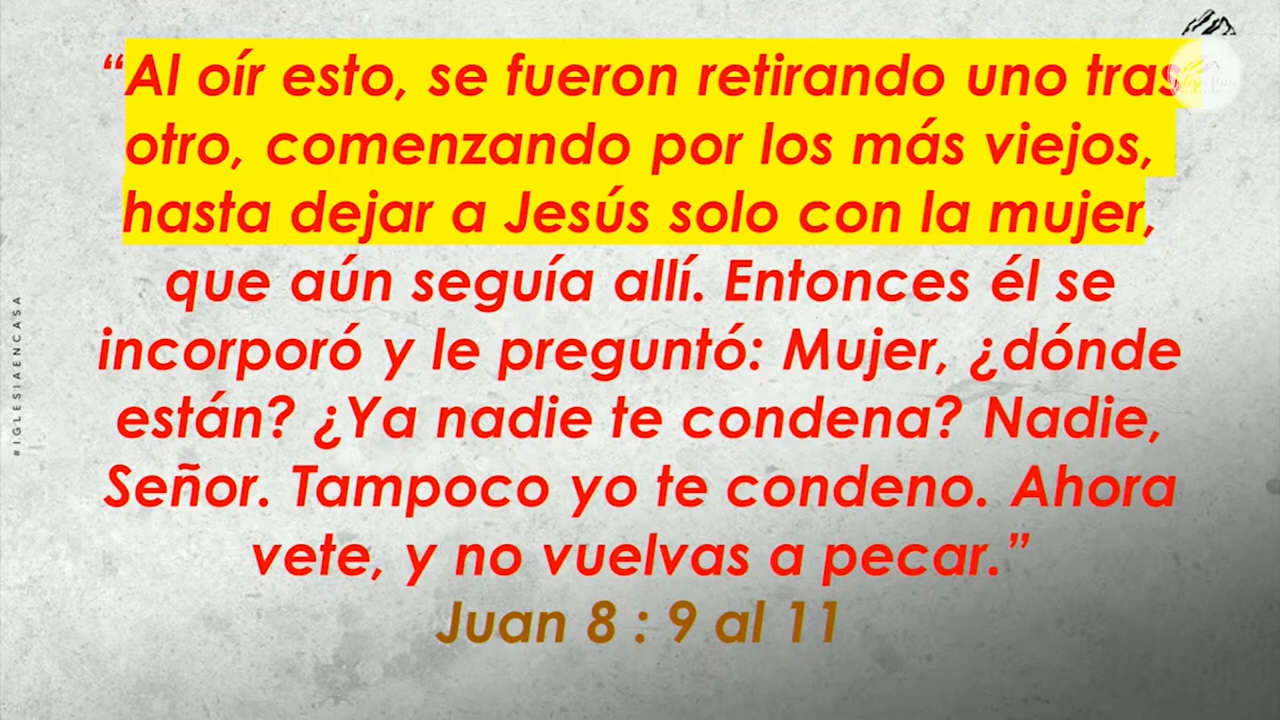 “Al oír esto, se fueron retirando uno tras
otro, comenzando por los más viejos,
hasta dejar a Jesús solo con la mujer,
que aún seguía allí. Entonces él se
incorporó y le preguntó: Mujer, ¿dónde
están? ¿Ya nadie te condena? Nadie,
Señor. Tampoco yo te condeno. Ahora
vete, y no vuelvas a pecar.”
Juan 8 : 9 al 11
#IGLESIAENCASA